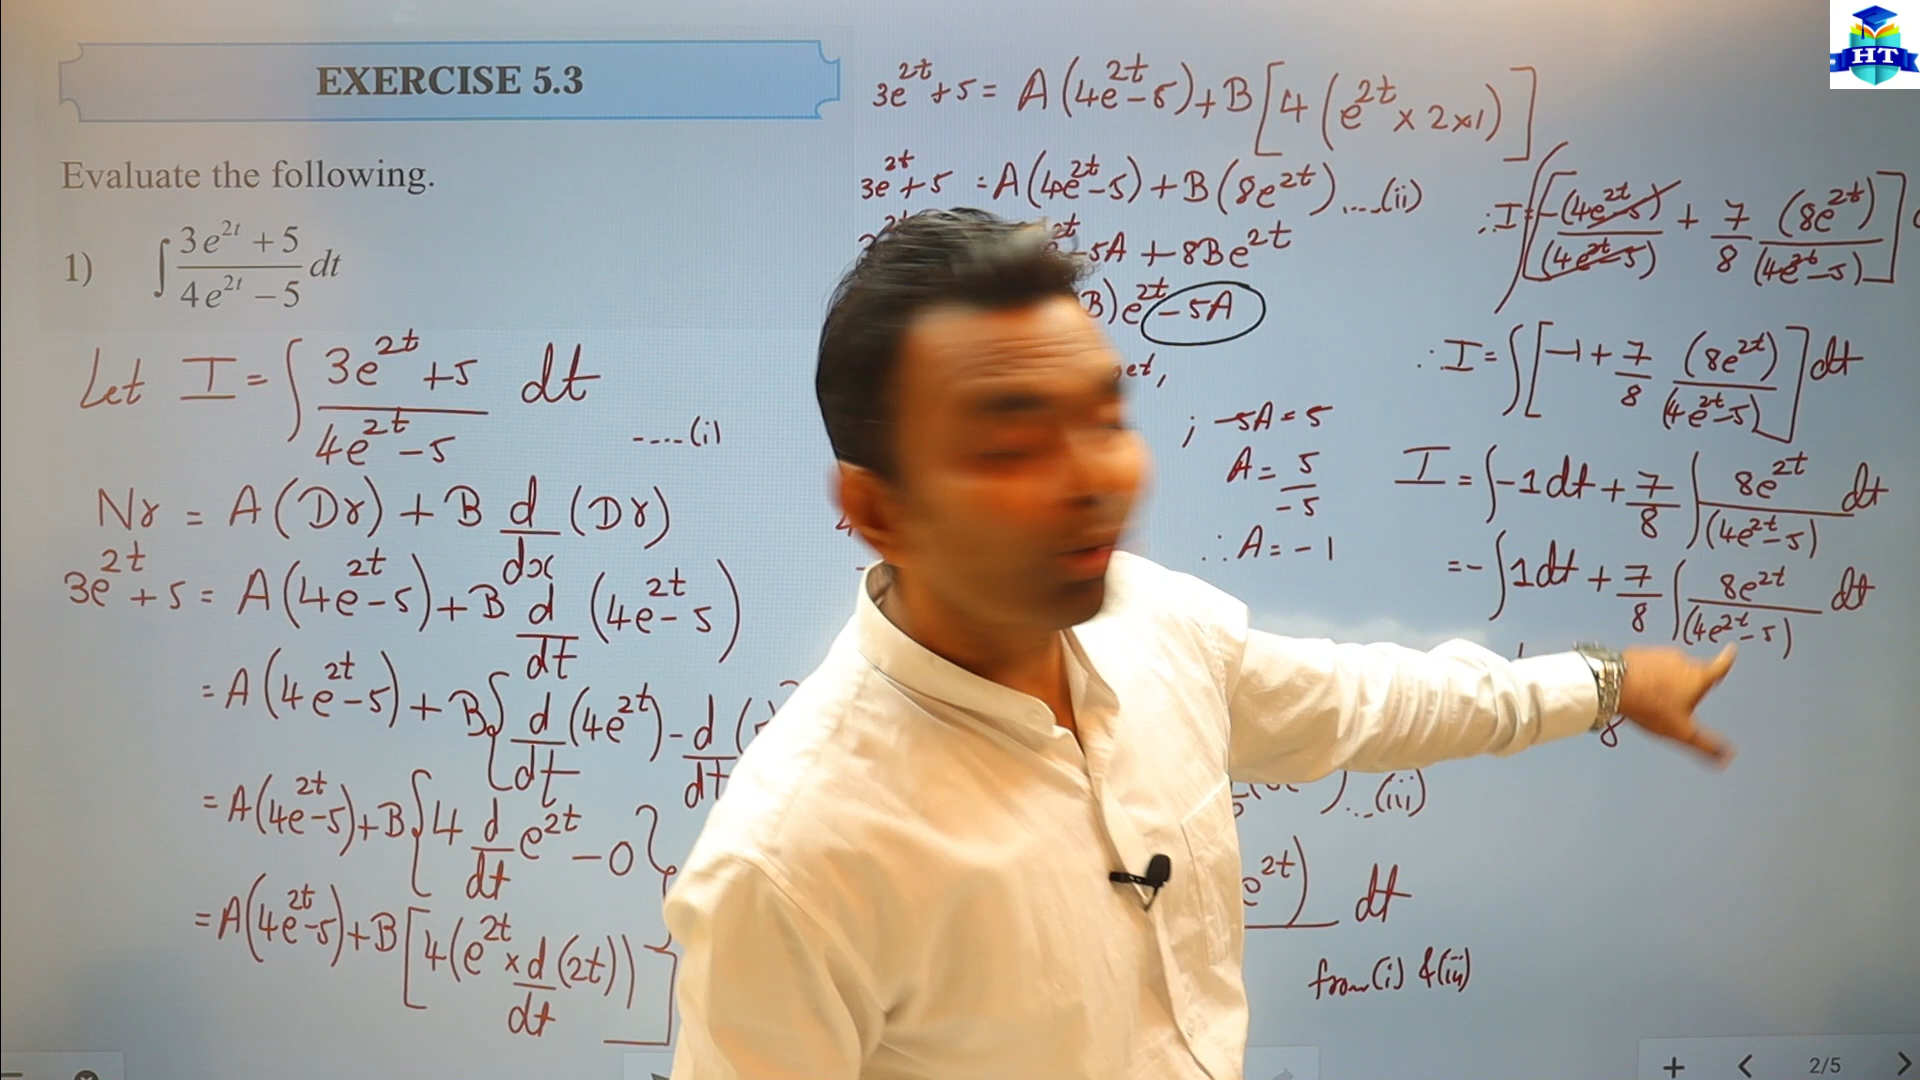 EXERCISE 5.3
Evaluate the following.
1) ∫ (3e^{2t} + 5)/(4e^{2t} − 5) dt
Let I = ∫ (3e^{2t} + 5)/(4e^{2t} − 5) dt ....(i)
Nr = A(Dr) + B d/dx (Dr)
3e^{2t} + 5 = A(4e^{2t} − 5) + B d/dt (4e^{2t} − 5)
= A(4e^{2t} − 5) + B{ d/dt (4e^{2t}) − d/dt (
= A(4e^{2t} − 5) + B{ 4 d/dt e^{2t} − 0 }
= A(4e^{2t} − 5) + B[ 4(e^{2t} × d/dt (2t)) ]
3e^{2t} + 5 = A(4e^{2t} − 5) + B[ 4(e^{2t} × 2×1) ]
3e^{2t} + 5 = A(4e^{2t} − 5) + B(8e^{2t}) ....(ii)
− 5A + 8Be^{2t}
B)e^{2t} − 5A
get,
; −5A = 5
A = 5/−5
∴ A = −1
) ...(iii)
e^{2t}) dt
from (i) & (iii)
∴ I = ∫[ −(4e^{2t} − 5)/(4e^{2t} − 5) + 7/8 (8e^{2t})/(4e^{2t} − 5) ]
∴ I = ∫[ −1 + 7/8 (8e^{2t})/(4e^{2t} − 5) ] dt
I = ∫ −1 dt + 7/8 ∫ 8e^{2t}/(4e^{2t} − 5) dt
= − ∫ 1 dt + 7/8 ∫ 8e^{2t}/(4e^{2t} − 5) dt
8
HT
2/5